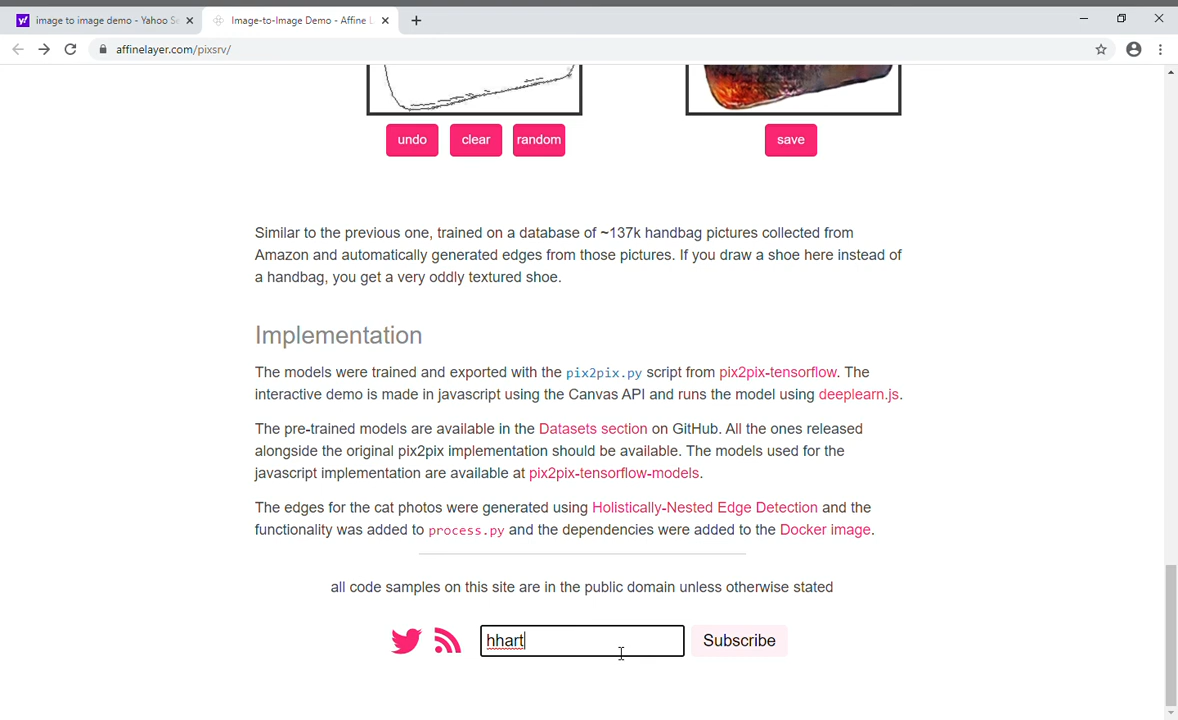 image to image demo - Yahoo Se
Image-to-Image Demo - Affine L
affinelayer.com/pixsrv/
undo
clear
random
save
Similar to the previous one, trained on a database of ~137k handbag pictures collected from
Amazon and automatically generated edges from those pictures. If you draw a shoe here instead of
a handbag, you get a very oddly textured shoe.
Implementation
The models were trained and exported with the pix2pix.py script from pix2pix-tensorflow. The
interactive demo is made in javascript using the Canvas API and runs the model using deeplearn.js.
The pre-trained models are available in the Datasets section on GitHub. All the ones released
alongside the original pix2pix implementation should be available. The models used for the
javascript implementation are available at pix2pix-tensorflow-models.
The edges for the cat photos were generated using Holistically-Nested Edge Detection and the
functionality was added to process.py and the dependencies were added to the Docker image.
all code samples on this site are in the public domain unless otherwise stated
hhart
Subscribe